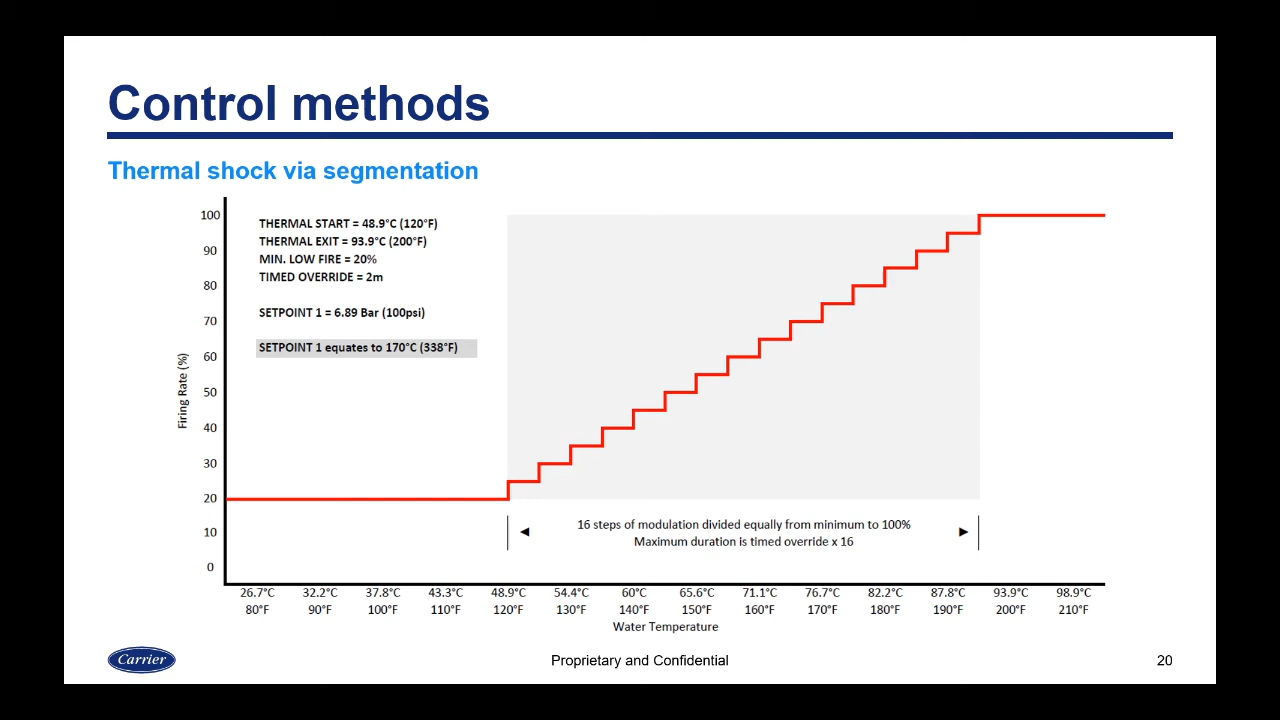 Control methods
Thermal shock via segmentation
THERMAL START = 48.9°C (120°F)
THERMAL EXIT = 93.9°C (200°F)
MIN. LOW FIRE = 20%
TIMED OVERRIDE = 2m
SETPOINT 1 = 6.89 Bar (100psi)
SETPOINT 1 equates to 170°C (338°F)
Firing Rate (%)
100
90
80
70
60
50
40
30
20
10
0
16 steps of modulation divided equally from minimum to 100%
Maximum duration is timed override x 16
26.7°C 32.2°C 37.8°C 43.3°C 48.9°C 54.4°C 60°C 65.6°C 71.1°C 76.7°C 82.2°C 87.8°C 93.9°C 98.9°C
80°F 90°F 100°F 110°F 120°F 130°F 140°F 150°F 160°F 170°F 180°F 190°F 200°F 210°F
Water Temperature
Carrier
Proprietary and Confidential
20